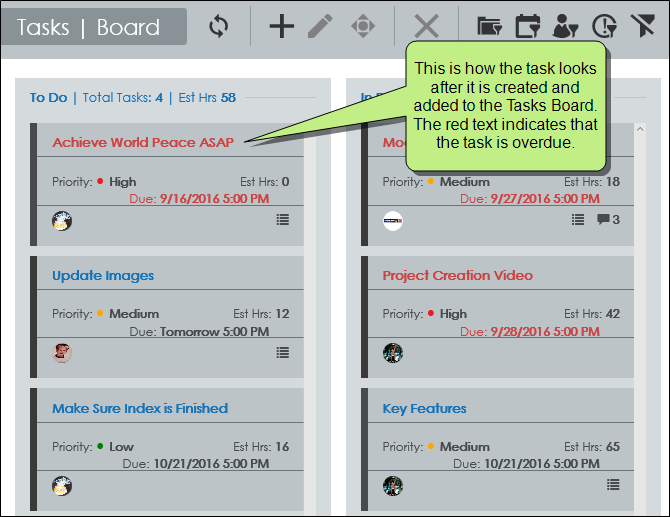 Tasks | Board
This is how the task looks
after it is created and
added to the Tasks Board.
The red text indicates that
the task is overdue.
To Do | Total Tasks: 4 | Est Hrs 58
Achieve World Peace ASAP
Priority: High Est Hrs: 0
Due: 9/16/2016 5:00 PM
Update Images
Priority: Medium Est Hrs: 12
Due: Tomorrow 5:00 PM
Make Sure Index is Finished
Priority: Low Est Hrs: 16
Due: 10/21/2016 5:00 PM
Priority: Medium Est Hrs: 18
Due: 9/27/2016 5:00 PM
3
Project Creation Video
Priority: High Est Hrs: 42
Due: 9/28/2016 5:00 PM
Key Features
Priority: Medium Est Hrs: 65
Due: 10/21/2016 5:00 PM